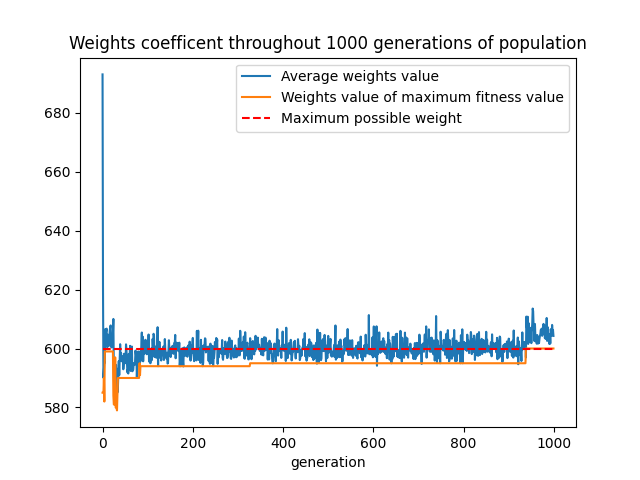 Weights coefficent throughout 1000 generations of population
Average weights value
Weights value of maximum fitness value
Maximum possible weight
680
660
640
620
600
580
0 200 400 600 800 1000
generation